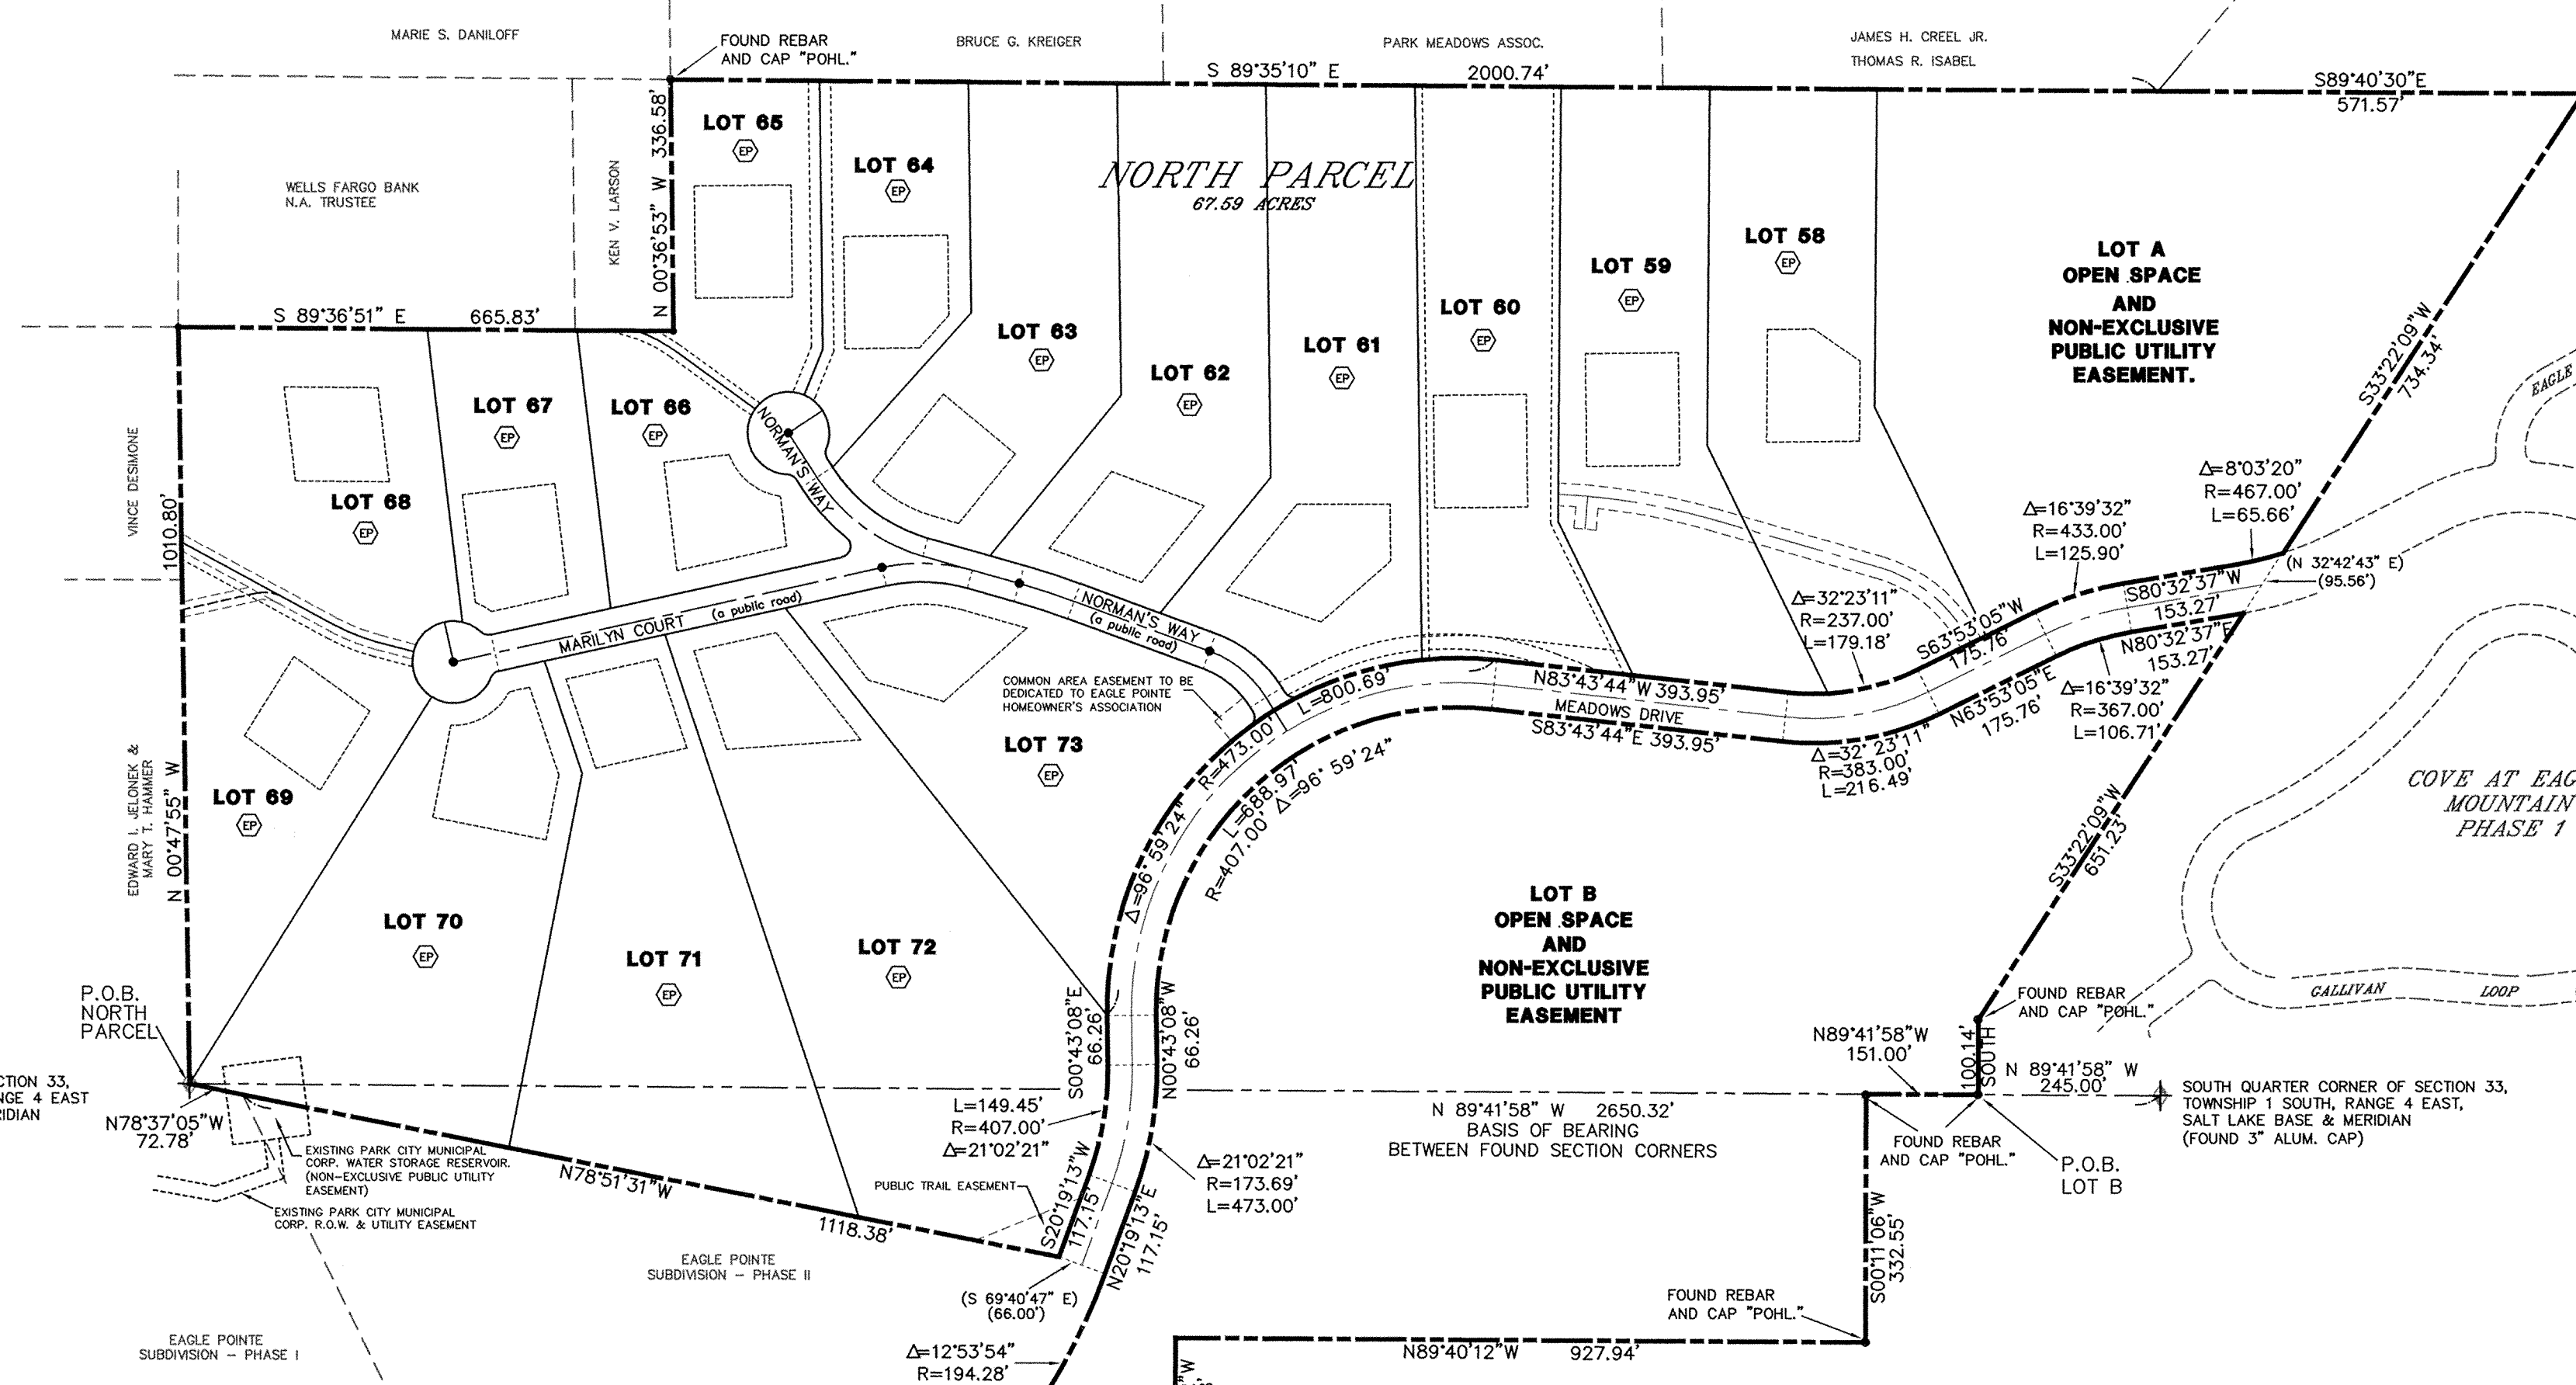 MARIE S. DANILOFF
FOUND REBAR
AND CAP "POHL."
BRUCE G. KREIGER
PARK MEADOWS ASSOC.
JAMES H. CREEL JR.
THOMAS R. ISABEL
S 89°35'10" E 2000.74'
S89°40'30"E
571.57'
WELLS FARGO BANK
N.A. TRUSTEE
KEN V. LARSON
N 00°36'53" W 336.58'
S 89°36'51" E 665.83'
NORTH PARCEL
67.59 ACRES
LOT 65
EP
LOT 64
EP
LOT 63
EP
LOT 62
EP
LOT 61
EP
LOT 60
EP
LOT 59
EP
LOT 58
EP
LOT A
OPEN SPACE
AND
NON-EXCLUSIVE
PUBLIC UTILITY
EASEMENT.
S33°22'09"W
734.34'
EAGLE
LOT 67
EP
LOT 66
EP
LOT 68
EP
VINCE DESIMONE
1010.80'
N 00°47'55" W
EDWARD I. JELONEK &
MARY T. HAMMER
NORMAN'S WAY
MARILYN COURT (a public road)
NORMAN'S WAY
(a public road)
COMMON AREA EASEMENT TO BE
DEDICATED TO EAGLE POINTE
HOMEOWNER'S ASSOCIATION
Δ=8°03'20"
R=467.00'
L=65.66'
Δ=16°39'32"
R=433.00'
L=125.90'
Δ=32°23'11"
R=237.00'
L=179.18'
S63°53'05"W
175.76'
S80°32'37"W
153.27'
N80°32'37"E
153.27'
(N 32°42'43" E)
(95.56')
N63°53'05"E
175.76'
Δ=16°39'32"
R=367.00'
L=106.71'
N83°43'44"W 393.95'
MEADOWS DRIVE
S83°43'44"E 393.95'
Δ=32°23'11"
R=383.00'
L=216.49'
L=800.69'
R=473.00'
Δ=96°59'24"
L=688.97'
R=407.00'
Δ=96°59'24"
LOT 73
EP
LOT 69
EP
LOT 70
EP
LOT 71
EP
LOT 72
EP
LOT B
OPEN SPACE
AND
NON-EXCLUSIVE
PUBLIC UTILITY
EASEMENT
S33°22'09"W
651.23'
COVE AT EAG
MOUNTAIN
PHASE 1
GALLIVAN LOOP
P.O.B.
NORTH
PARCEL
CTION 33,
NGE 4 EAST
RIDIAN
N78°37'05"W
72.78'
EXISTING PARK CITY MUNICIPAL
CORP. WATER STORAGE RESERVOIR.
(NON-EXCLUSIVE PUBLIC UTILITY
EASEMENT)
EXISTING PARK CITY MUNICIPAL
CORP. R.O.W. & UTILITY EASEMENT
N78°51'31"W
1118.38'
S00°43'08"E
66.26'
N00°43'08"W
66.26'
L=149.45'
R=407.00'
Δ=21°02'21"
PUBLIC TRAIL EASEMENT
S20°19'13"W
117.15'
N20°19'13"E
117.15'
Δ=21°02'21"
R=173.69'
L=473.00'
N 89°41'58" W 2650.32'
BASIS OF BEARING
BETWEEN FOUND SECTION CORNERS
FOUND REBAR
AND CAP "POHL."
N89°41'58"W
151.00'
100.14'
SOUTH
N 89°41'58" W
245.00'
SOUTH QUARTER CORNER OF SECTION 33,
TOWNSHIP 1 SOUTH, RANGE 4 EAST,
SALT LAKE BASE & MERIDIAN
(FOUND 3" ALUM. CAP)
FOUND REBAR
AND CAP "POHL."
P.O.B.
LOT B
S00°11'06"W
332.55'
EAGLE POINTE
SUBDIVISION – PHASE II
EAGLE POINTE
SUBDIVISION – PHASE I
(S 69°40'47" E)
(66.00')
Δ=12°53'54"
R=194.28'
FOUND REBAR
AND CAP "POHL."
N89°40'12"W 927.94'